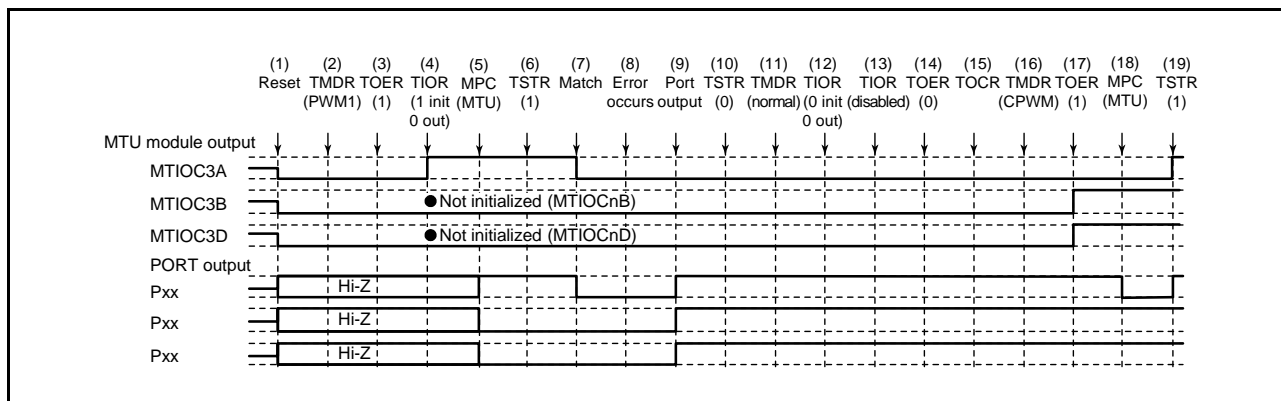 (1) (2) (3) (4) (5) (6) (7) (8) (9) (10) (11) (12) (13) (14) (15) (16) (17) (18) (19)
Reset TMDR TOER TIOR MPC TSTR Match Error Port TSTR TMDR TIOR TIOR TOER TOCR TMDR TOER MPC TSTR
(PWM1) (1) (1 init (MTU) (1) occurs output (0) (normal) (0 init (disabled) (0) (CPWM) (1) (MTU) (1)
0 out) 0 out)
MTU module output
MTIOC3A
MTIOC3B
Not initialized (MTIOCnB)
MTIOC3D
Not initialized (MTIOCnD)
PORT output
Pxx
Hi-Z
Pxx
Hi-Z
Pxx
Hi-Z